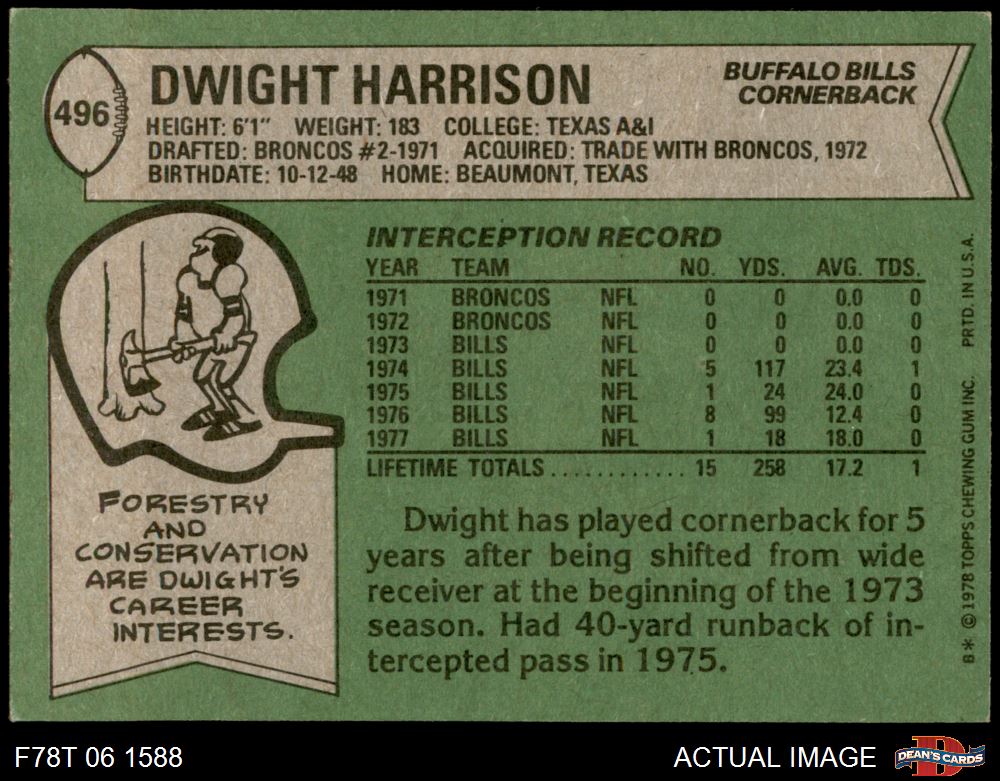 496
DWIGHT HARRISON
BUFFALO BILLS
CORNERBACK
HEIGHT: 6'1" WEIGHT: 183 COLLEGE: TEXAS A&I
DRAFTED: BRONCOS #2-1971 ACQUIRED: TRADE WITH BRONCOS, 1972
BIRTHDATE: 10-12-48 HOME: BEAUMONT, TEXAS
INTERCEPTION RECORD
YEAR TEAM NO. YDS. AVG. TDS.
1971 BRONCOS NFL 0 0 0.0 0
1972 BRONCOS NFL 0 0 0.0 0
1973 BILLS NFL 0 0 0.0 0
1974 BILLS NFL 5 117 23.4 1
1975 BILLS NFL 1 24 24.0 0
1976 BILLS NFL 8 99 12.4 0
1977 BILLS NFL 1 18 18.0 0
LIFETIME TOTALS............ 15 258 17.2 1
FORESTRY
AND
CONSERVATION
ARE DWIGHT'S
CAREER
INTERESTS.
Dwight has played cornerback for 5
years after being shifted from wide
receiver at the beginning of the 1973
season. Had 40-yard runback of in-
tercepted pass in 1975.
B* © 1978 TOPPS CHEWING GUM INC. PRTD. IN U.S.A.
F78T 06 1588
ACTUAL IMAGE
D
DEAN'S CARDS